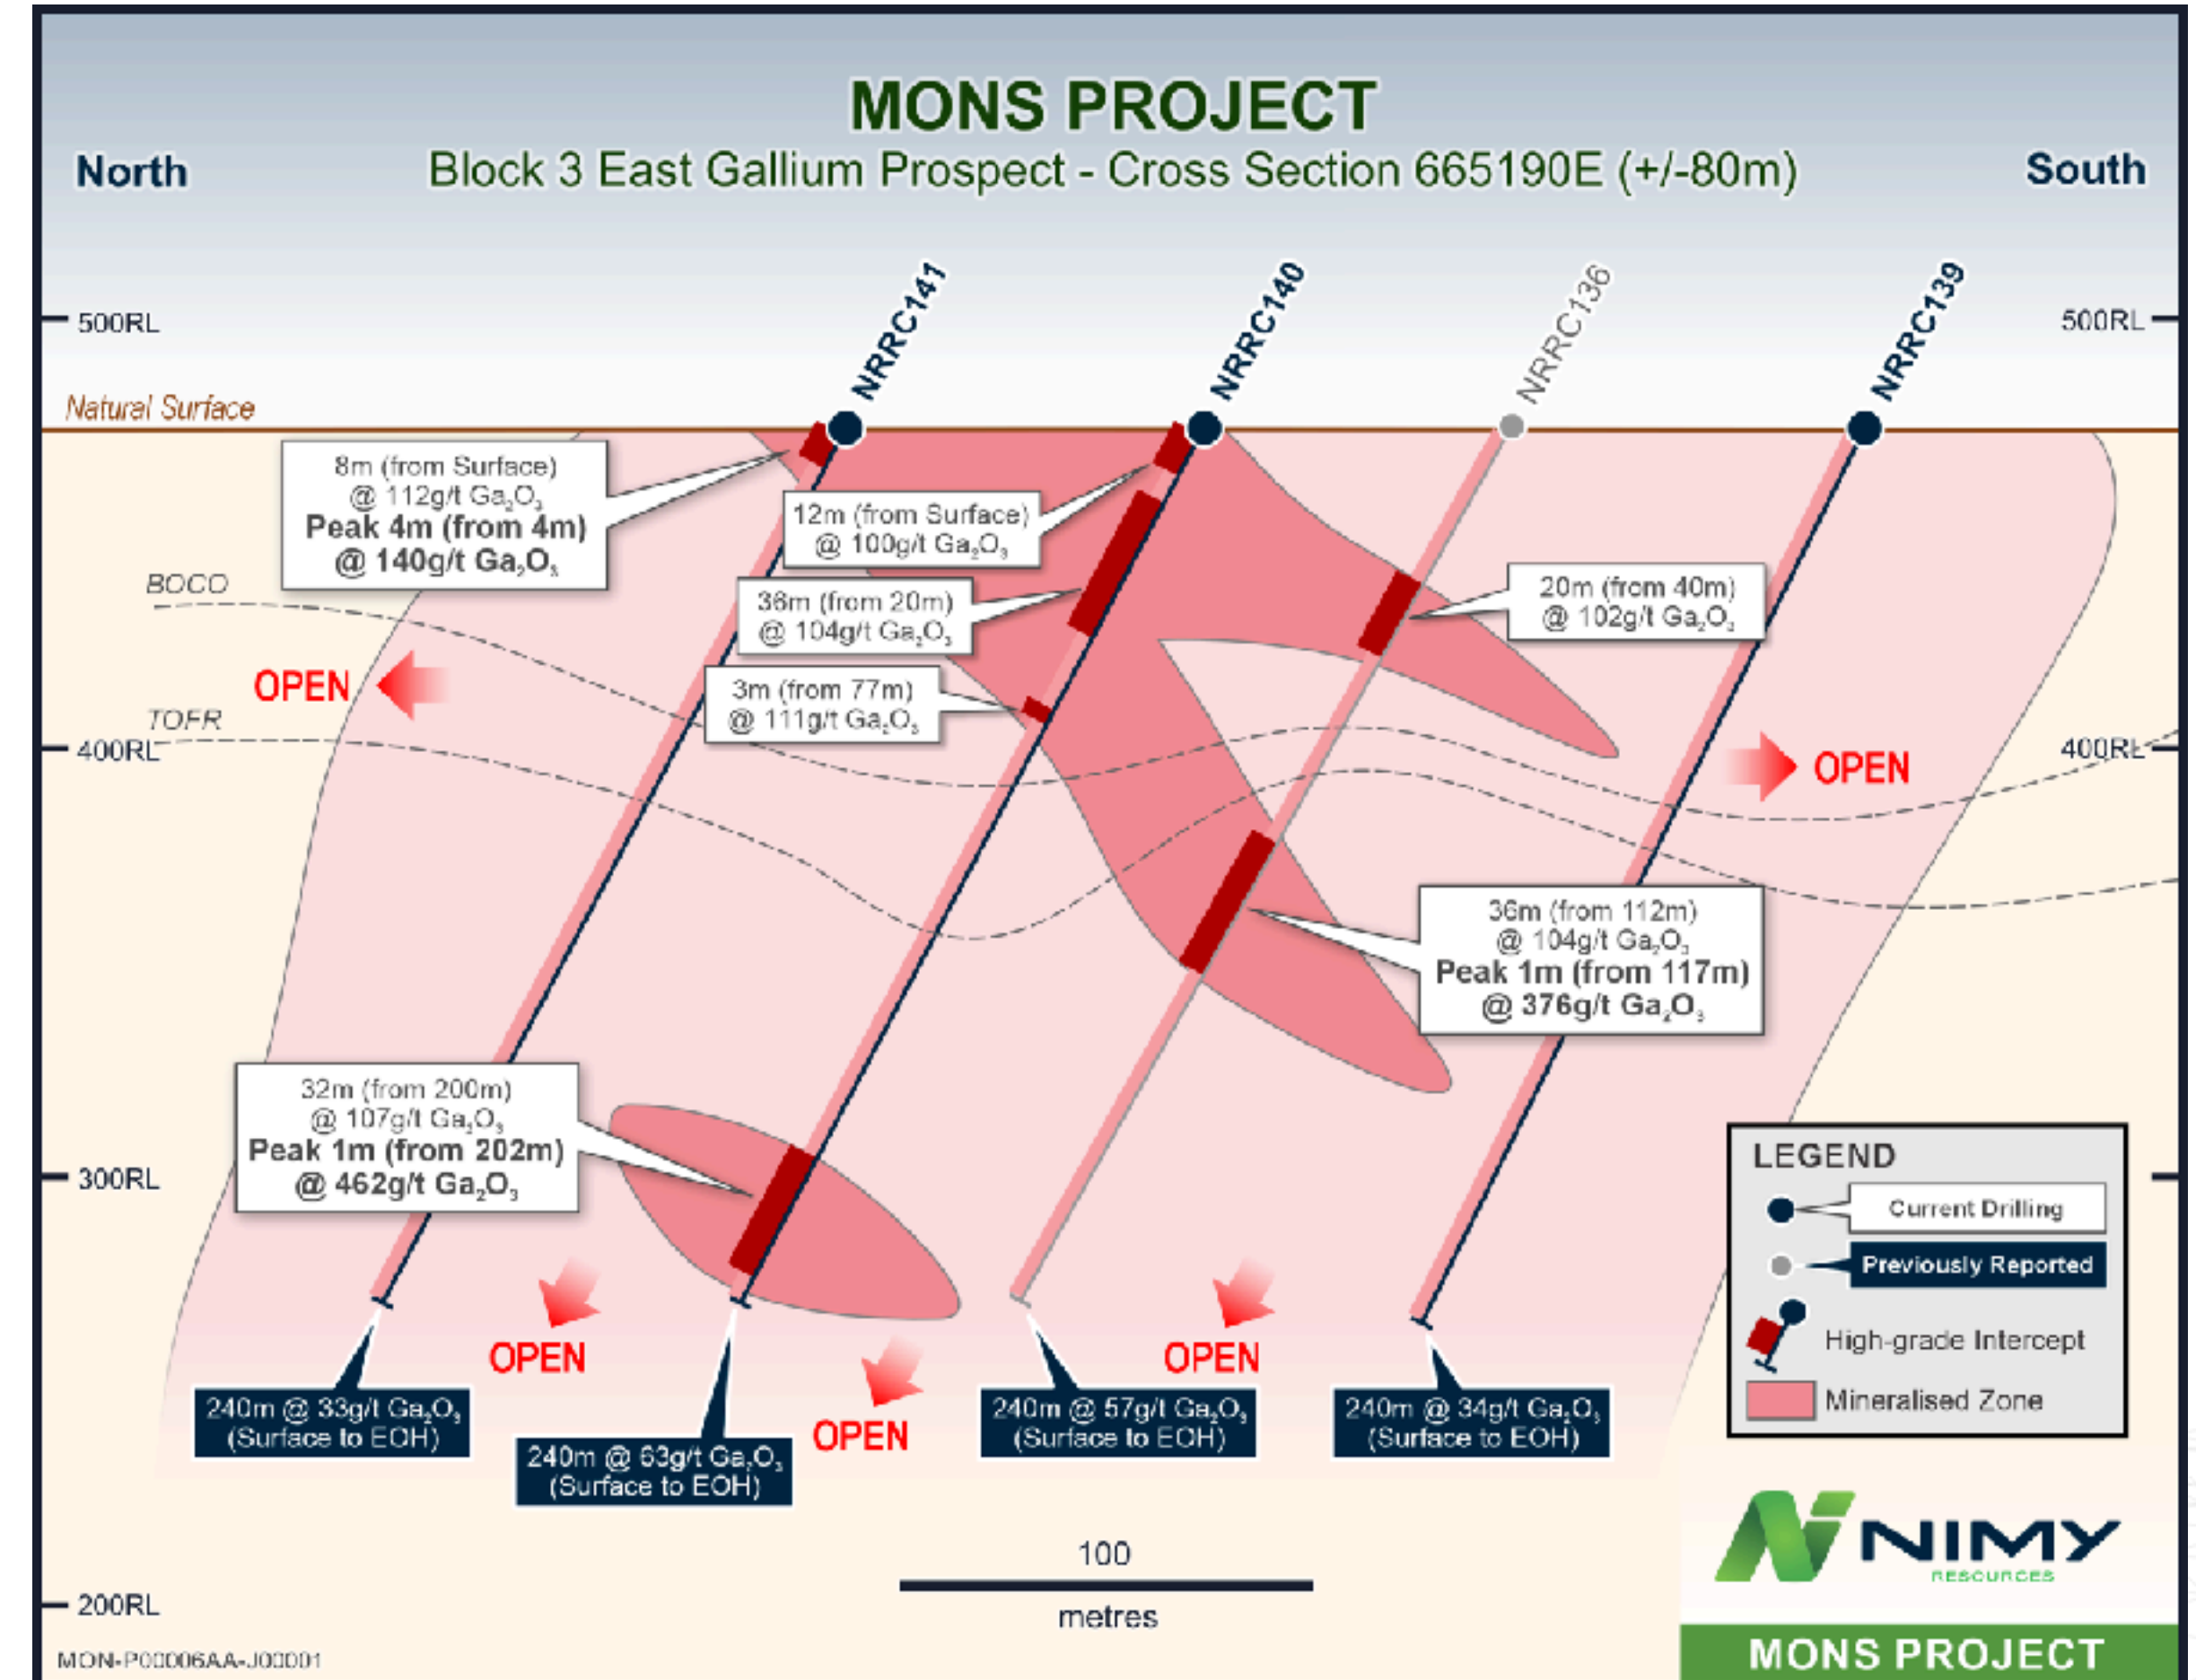 MONS PROJECT
Block 3 East Gallium Prospect - Cross Section 665190E (+/-80m)
North
South
NRRC141
NRRC140
NRRC136
NRRC139
500RL
500RL
Natural Surface
8m (from Surface)
@ 112g/t Ga₂O₃
Peak 4m (from 4m)
@ 140g/t Ga₂O₃
12m (from Surface)
@ 100g/t Ga₂O₃
36m (from 20m)
@ 104g/t Ga₂O₃
20m (from 40m)
@ 102g/t Ga₂O₃
BOCO
OPEN
3m (from 77m)
@ 111g/t Ga₂O₃
TOFR
400RL
400RL
OPEN
36m (from 112m)
@ 104g/t Ga₂O₃
Peak 1m (from 117m)
@ 376g/t Ga₂O₃
32m (from 200m)
@ 107g/t Ga₂O₃
Peak 1m (from 202m)
@ 462g/t Ga₂O₃
300RL
LEGEND
Current Drilling
Previously Reported
High-grade Intercept
Mineralised Zone
OPEN
OPEN
OPEN
240m @ 33g/t Ga₂O₃
(Surface to EOH)
240m @ 63g/t Ga₂O₃
(Surface to EOH)
240m @ 57g/t Ga₂O₃
(Surface to EOH)
240m @ 34g/t Ga₂O₃
(Surface to EOH)
100
metres
200RL
NIMY
RESOURCES
MONS PROJECT
MON-P00006AA-J00001